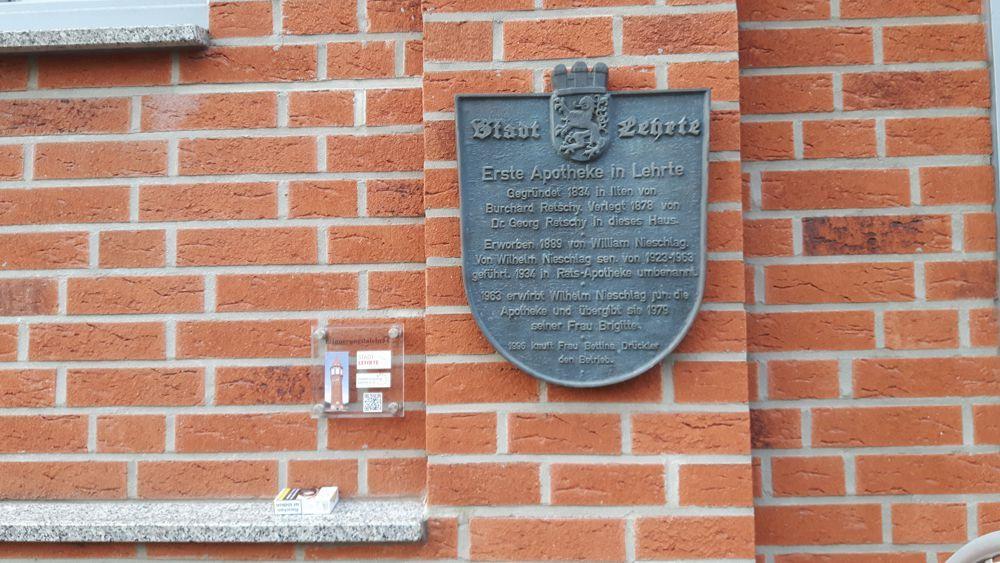 Stadt Lehrte
Erste Apotheke in Lehrte
Gegründet 1834 in Ilten von
Burchard Retschy. Verlegt 1878 von
Dr. Georg Retschy in dieses Haus.
Erworben 1899 von William Nieschlag.
Von Wilhelm Nieschlag sen. von 1923-1963
geführt. 1934 in Rats-Apotheke umbenannt.
1963 erwirbt Wilhelm Nieschlag jun. die
Apotheke und übergibt sie 1979
seiner Frau Brigitte.
1996 kauft Frau Bettina Drückler
den Betrieb.
STADT
LEHRTE